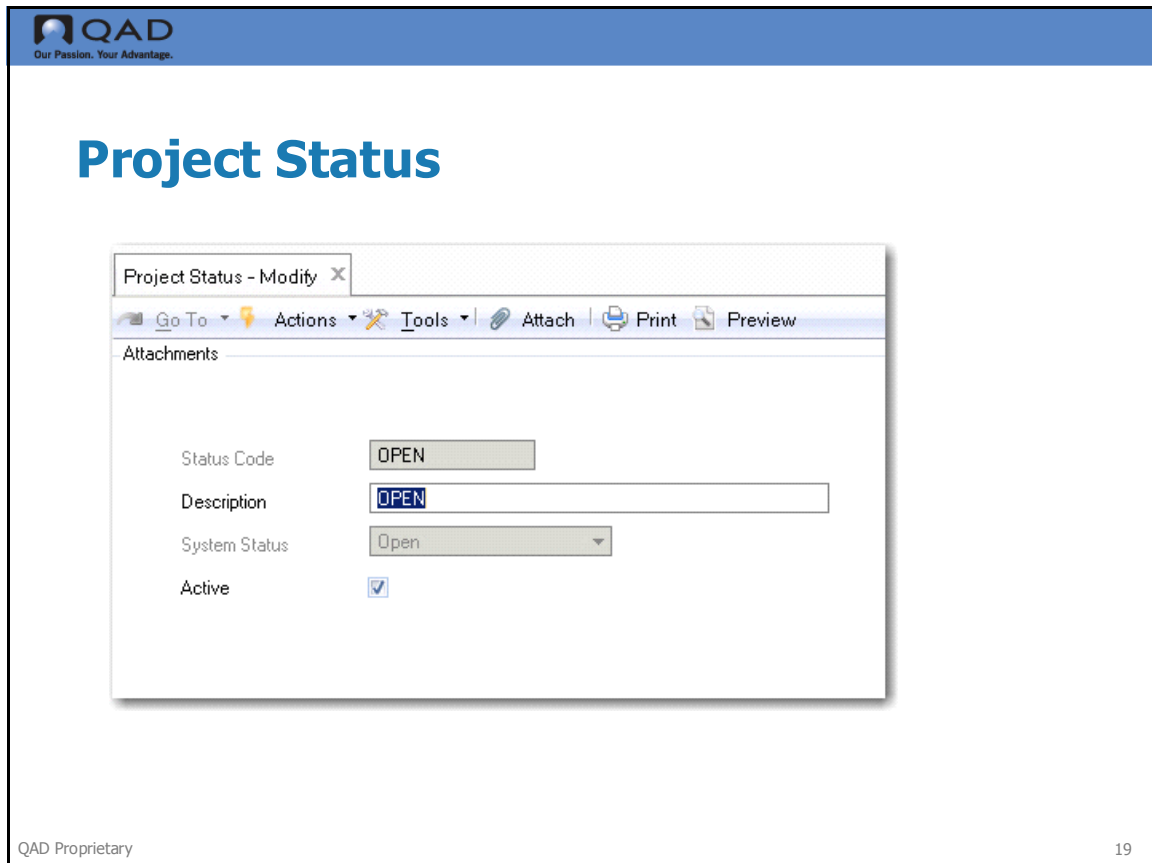 QAD
Our Passion. Your Advantage.
Project Status
Project Status - Modify
Go To Actions Tools Attach Print Preview
Attachments
Status Code OPEN
Description OPEN
System Status Open
Active
QAD Proprietary 19